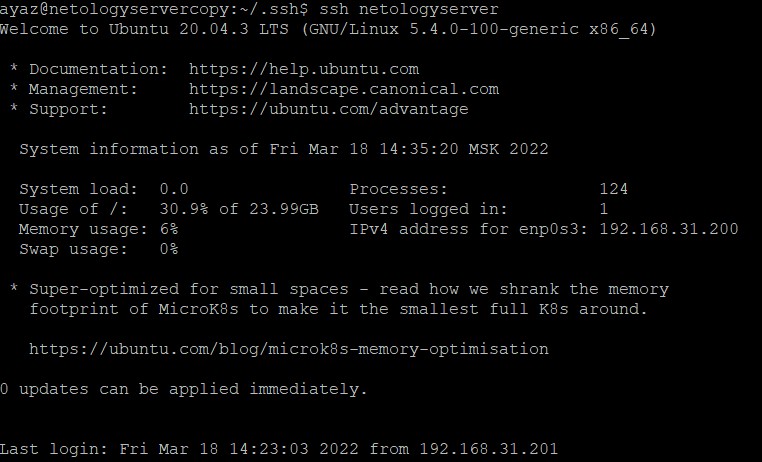 ayaz@netologyservercopy:~/.ssh$ ssh netologyserver
Welcome to Ubuntu 20.04.3 LTS (GNU/Linux 5.4.0-100-generic x86_64)

 * Documentation:  https://help.ubuntu.com
 * Management:     https://landscape.canonical.com
 * Support:        https://ubuntu.com/advantage

  System information as of Fri Mar 18 14:35:20 MSK 2022

  System load:  0.0                Processes:               124
  Usage of /:   30.9% of 23.99GB   Users logged in:         1
  Memory usage: 6%                 IPv4 address for enp0s3: 192.168.31.200
  Swap usage:   0%

 * Super-optimized for small spaces - read how we shrank the memory
   footprint of MicroK8s to make it the smallest full K8s around.

   https://ubuntu.com/blog/microk8s-memory-optimisation

0 updates can be applied immediately.


Last login: Fri Mar 18 14:23:03 2022 from 192.168.31.201